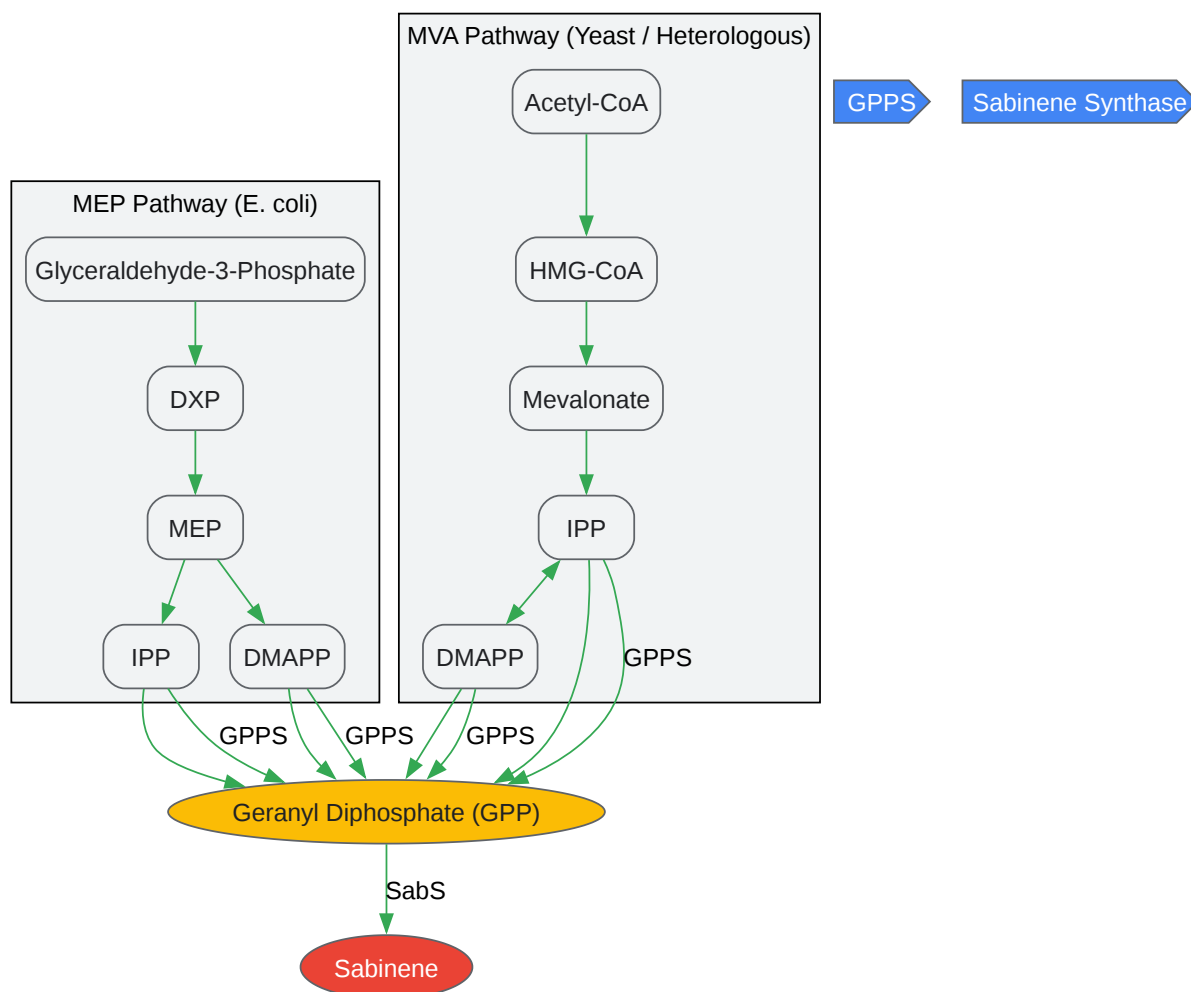 MVA Pathway (Yeast / Heterologous)
Acetyl-CoA
GPPS
Sabinene Synthase
MEP Pathway (E. coli)
Glyceraldehyde-3-Phosphate
HMG-CoA
DXP
Mevalonate
MEP
IPP
IPP
DMAPP
DMAPP
GPPS
GPPS
GPPS
GPPS
Geranyl Diphosphate (GPP)
SabS
Sabinene